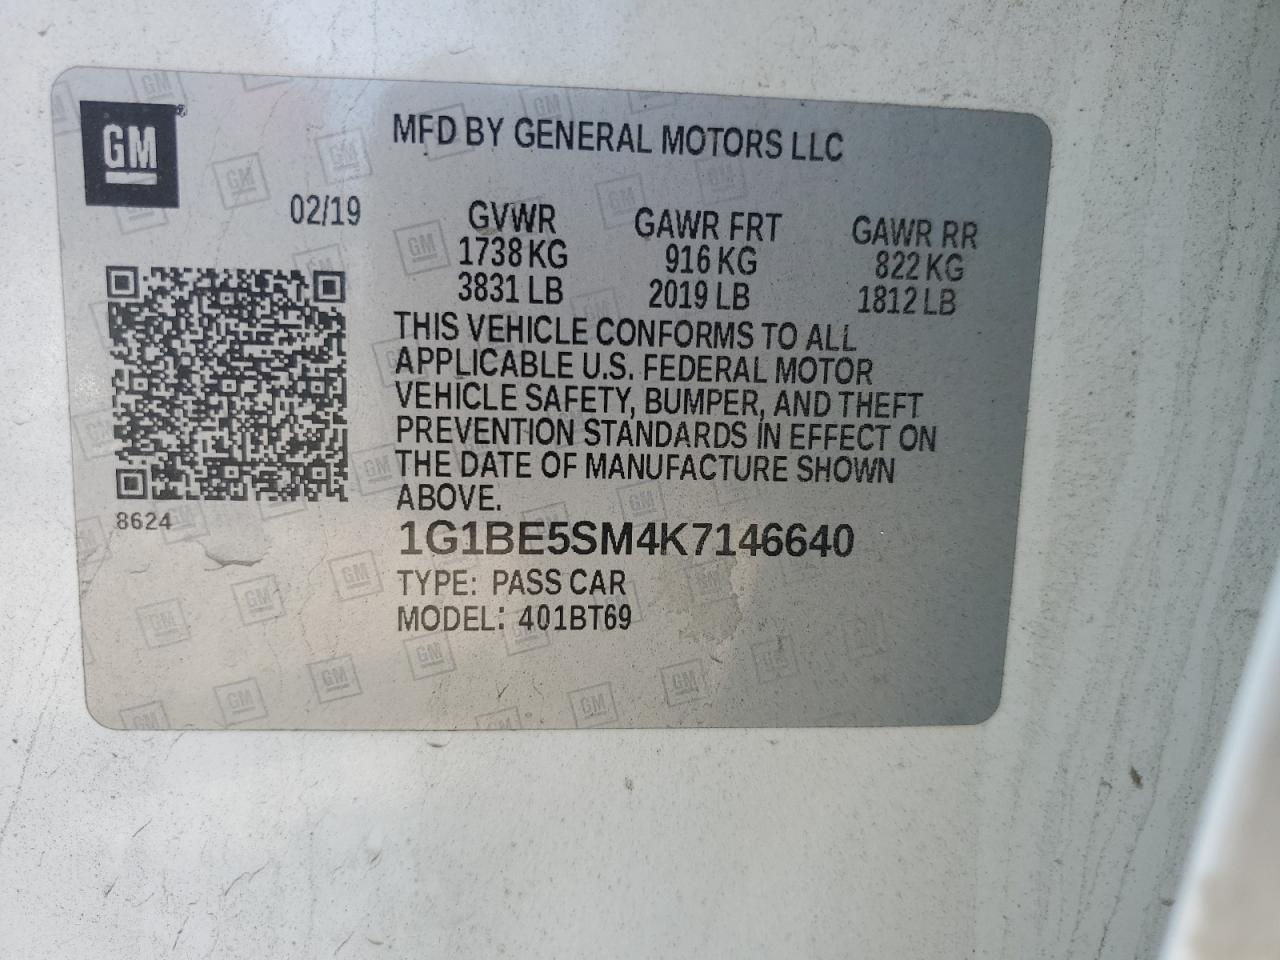 GM
MFD BY GENERAL MOTORS LLC
02/19
GVWR GAWR FRT GAWR RR
1738 KG 916 KG 822 KG
3831 LB 2019 LB 1812 LB
THIS VEHICLE CONFORMS TO ALL
APPLICABLE U.S. FEDERAL MOTOR
VEHICLE SAFETY, BUMPER, AND THEFT
PREVENTION STANDARDS IN EFFECT ON
THE DATE OF MANUFACTURE SHOWN
ABOVE.
8624
1G1BE5SM4K7146640
TYPE: PASS CAR
MODEL: 401BT69